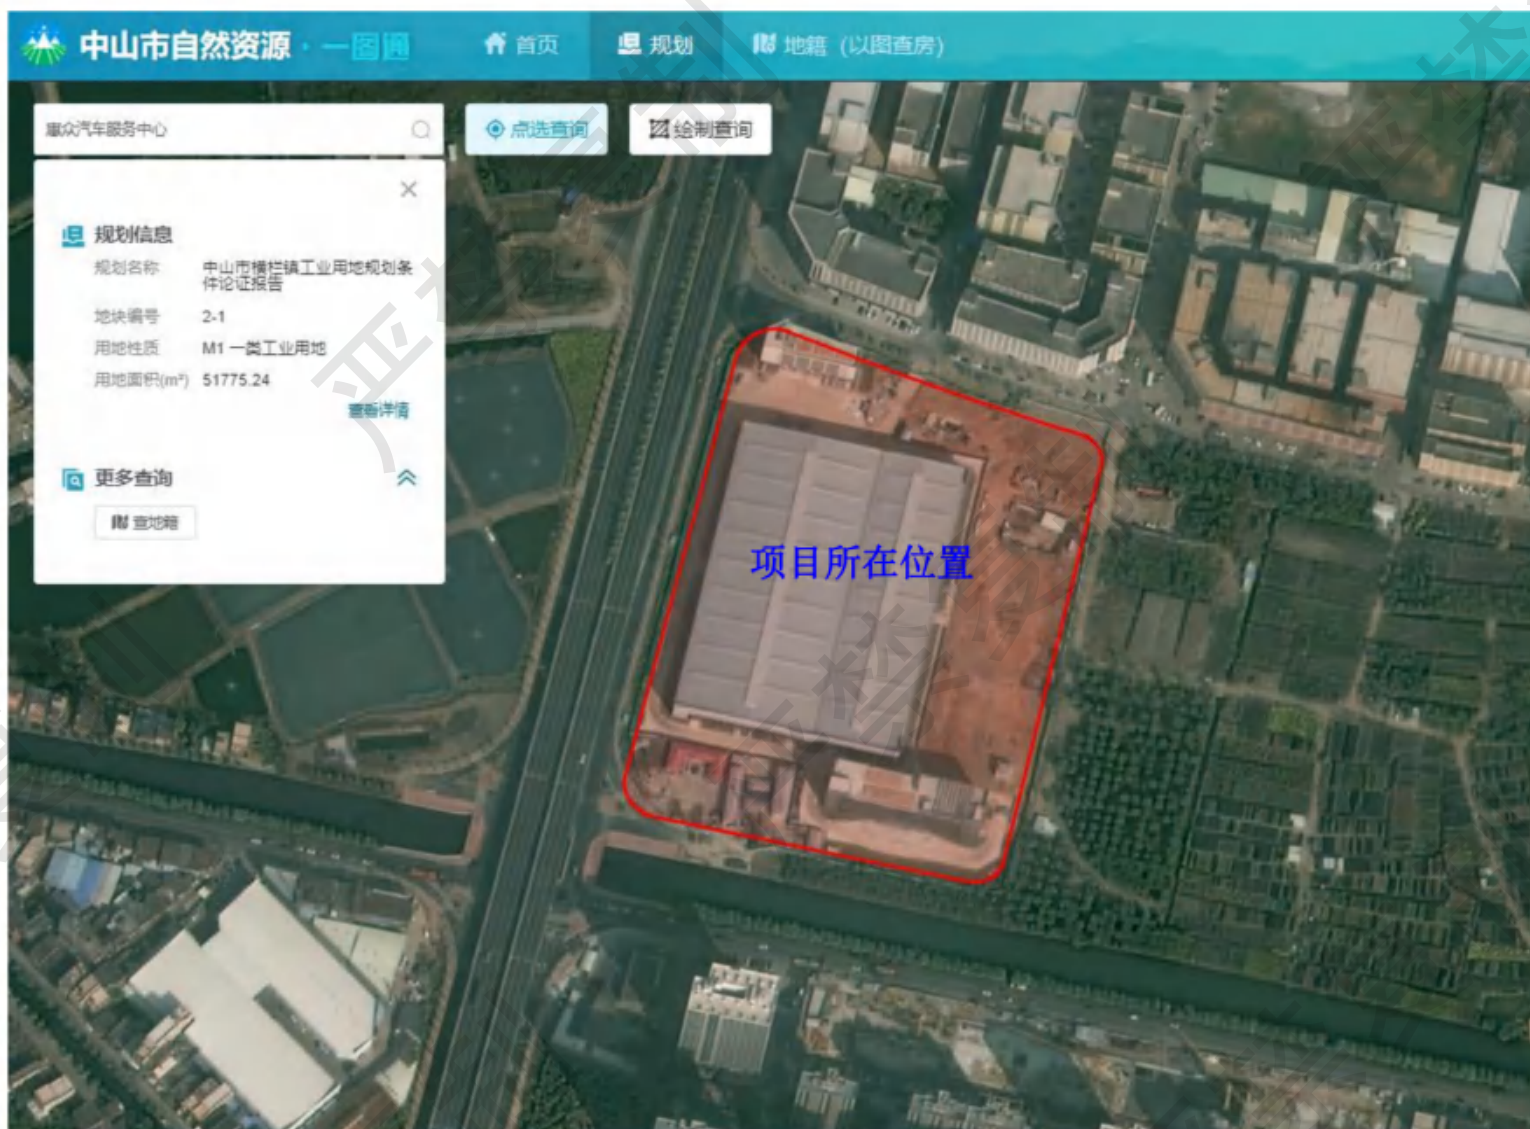 中山市自然资源·一图通
首页
规划
地籍（以图查房）
惠众汽车服务中心
点选查询
绘制查询
规划信息
规划名称 中山市横栏镇工业用地规划条
件论证报告
地块编号 2-1
用地性质 M1 一类工业用地
用地面积(m²) 51775.24
查看详情
更多查询
查地籍
项目所在位置